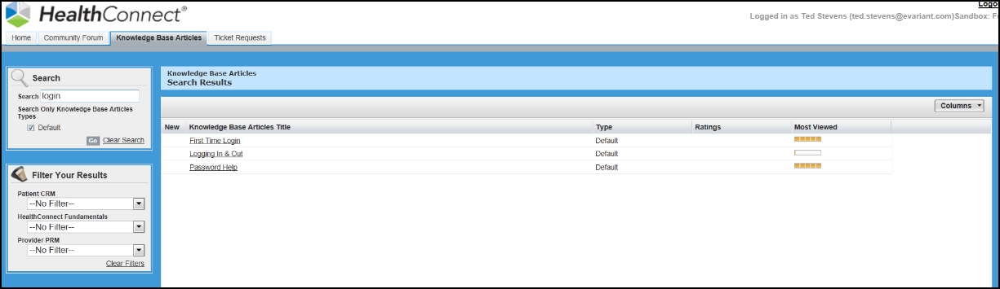 HealthConnect®
Logo
Logged in as Ted Stevens (ted.stevens@evariant.com)Sandbox: F
Home Community Forum Knowledge Base Articles Ticket Requests
Search
Search login
Search Only Knowledge Base Articles
Types
Default
Go Clear Search
Filter Your Results
Patient CRM
--No Filter--
HealthConnect Fundamentals
--No Filter--
Provider PRM
--No Filter--
Clear Filters
Knowledge Base Articles
Search Results
Columns
New Knowledge Base Articles Title Type Ratings Most Viewed
First Time Login Default
Logging In & Out Default
Password Help Default